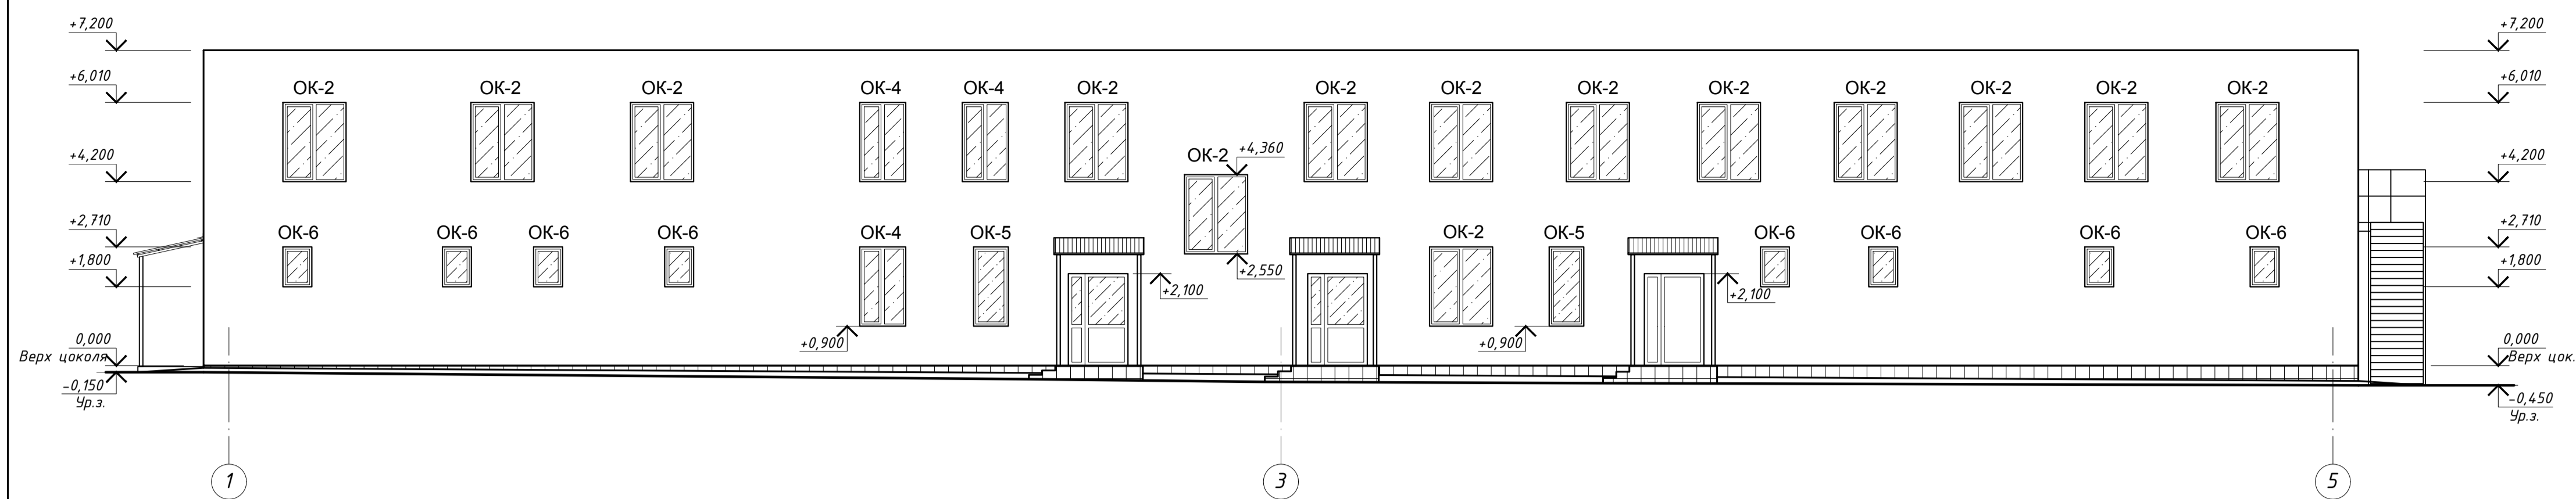 +7,200
+7,200
+6,010
+6,010
ОК-2 ОК-2 ОК-2 ОК-4 ОК-4 ОК-2 ОК-2 ОК-2 ОК-2 ОК-2 ОК-2 ОК-2 ОК-2 ОК-2
+4,200
ОК-2 +4,360
+4,200
+2,710
+2,710
ОК-6 ОК-6 ОК-6 ОК-6 ОК-4 ОК-5 ОК-2 ОК-5 ОК-6 ОК-6 ОК-6 ОК-6
+1,800
+2,550
+1,800
+2,100
+2,100
0,000
+0,900
+0,900
0,000
Верх цоколя
Верх цок.
-0,150
-0,450
Ур.з.
Ур.з.
1 3 5